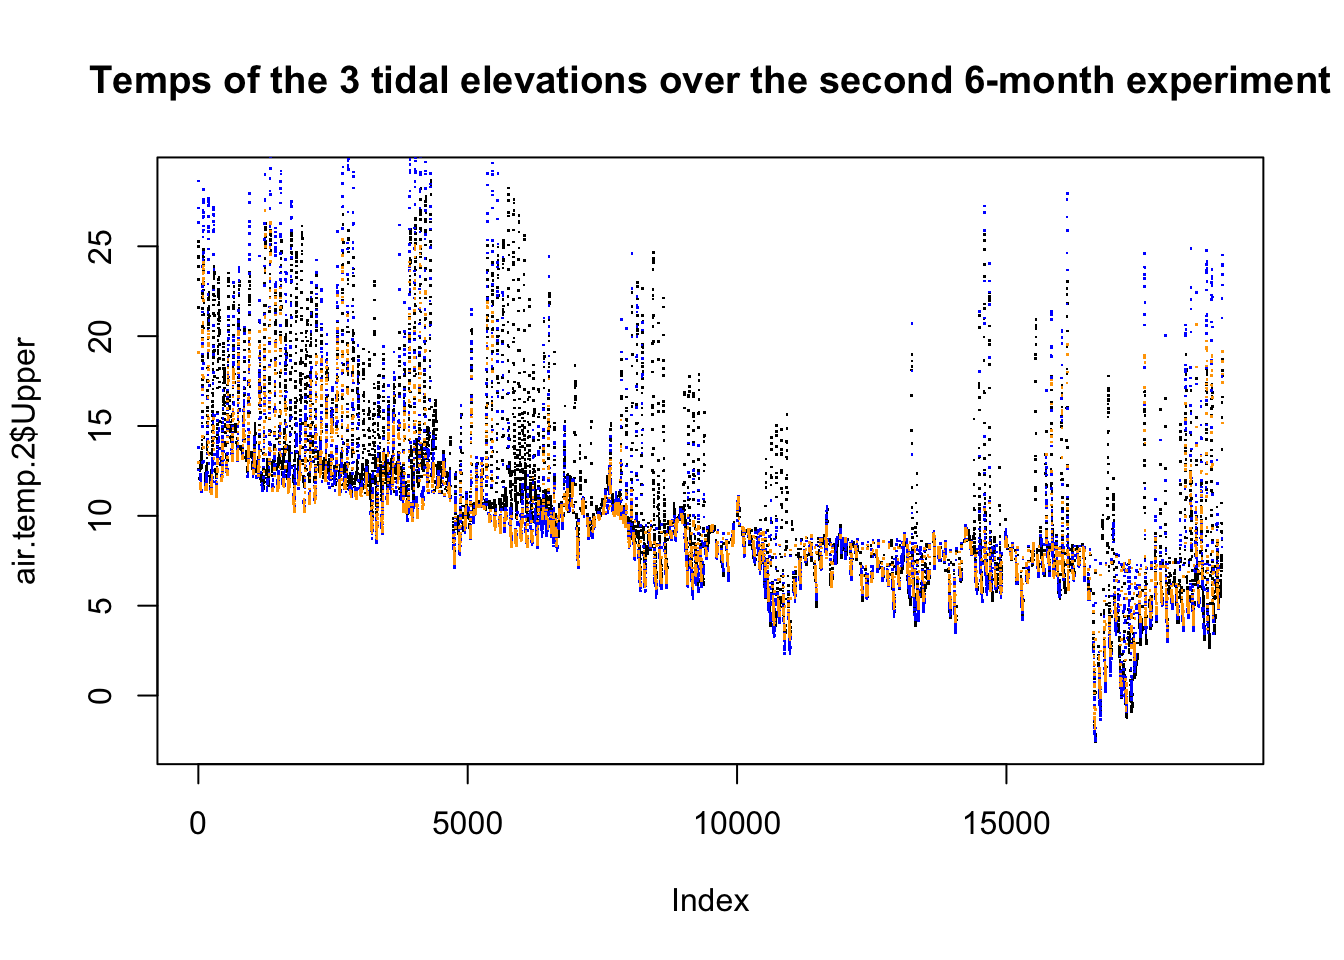 Temps of the 3 tidal elevations over the second 6-month experiment
air.temp.2$Upper
25
20
15
10
5
0
0 5000 10000 15000
Index